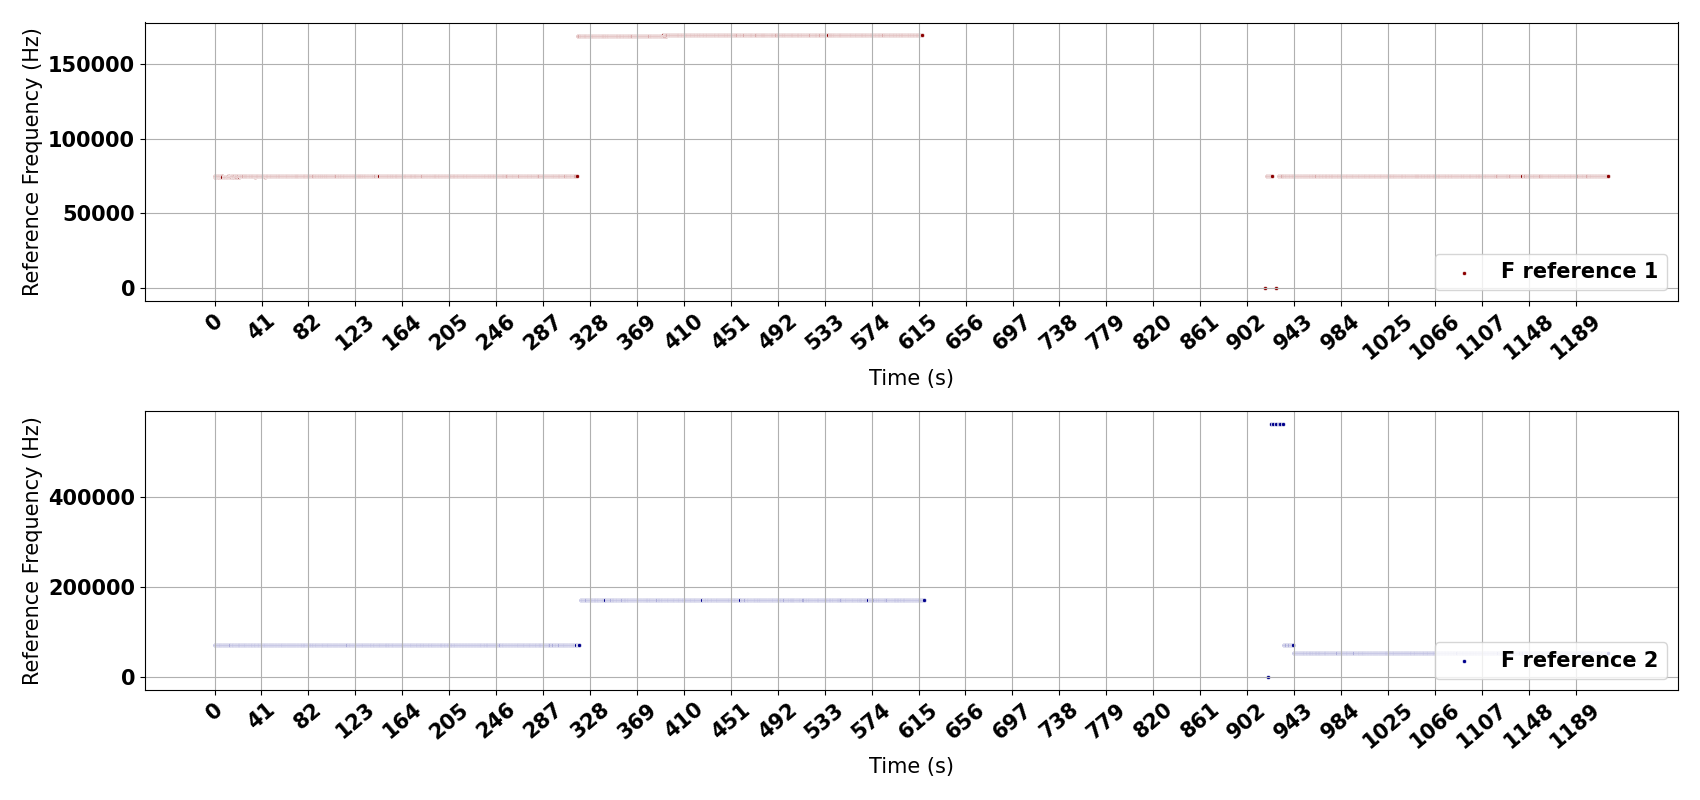 Reference Frequency (Hz)
150000
100000
50000
0
F reference 1
0 41 82 123 164 205 246 287 328 369 410 451 492 533 574 615 656 697 738 779 820 861 902 943 984 1025 1066 1107 1148 1189
Time (s)
Reference Frequency (Hz)
400000
200000
0
F reference 2
0 41 82 123 164 205 246 287 328 369 410 451 492 533 574 615 656 697 738 779 820 861 902 943 984 1025 1066 1107 1148 1189
Time (s)